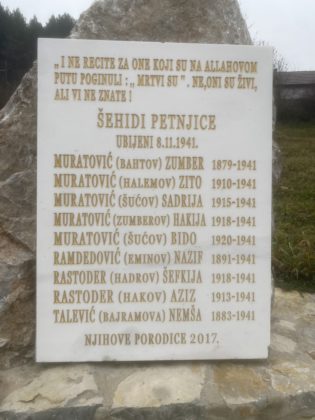 „ I NE RECITE ZA ONE KOJI SU NA ALLAHOVOM
PUTU POGINULI : „ MRTVI SU ". NE,ONI SU ŽIVI,
ALI VI NE ZNATE !
ŠEHIDI PETNJICE
UBIJENI 8.11.1941.
MURATOVIĆ (BAHTOV) ZUMBER 1879-1941
MURATOVIĆ (HALEMOV) ZITO 1910-1941
MURATOVIĆ (ŠUĆOV) SADRIJA 1915-1941
MURATOVIĆ (ZUMBEROV) HAKIJA 1918-1941
MURATOVIĆ (ŠUĆOV) BIDO 1920-1941
RAMDEDOVIĆ (EMINOV) NAZIF 1891-1941
RASTODER (HADROV) ŠEFKIJA 1918-1941
RASTODER (HAKOV) AZIZ 1913-1941
TALEVIĆ (BAJRAMOVA) NEMŠA 1883-1941
NJIHOVE PORODICE 2017.